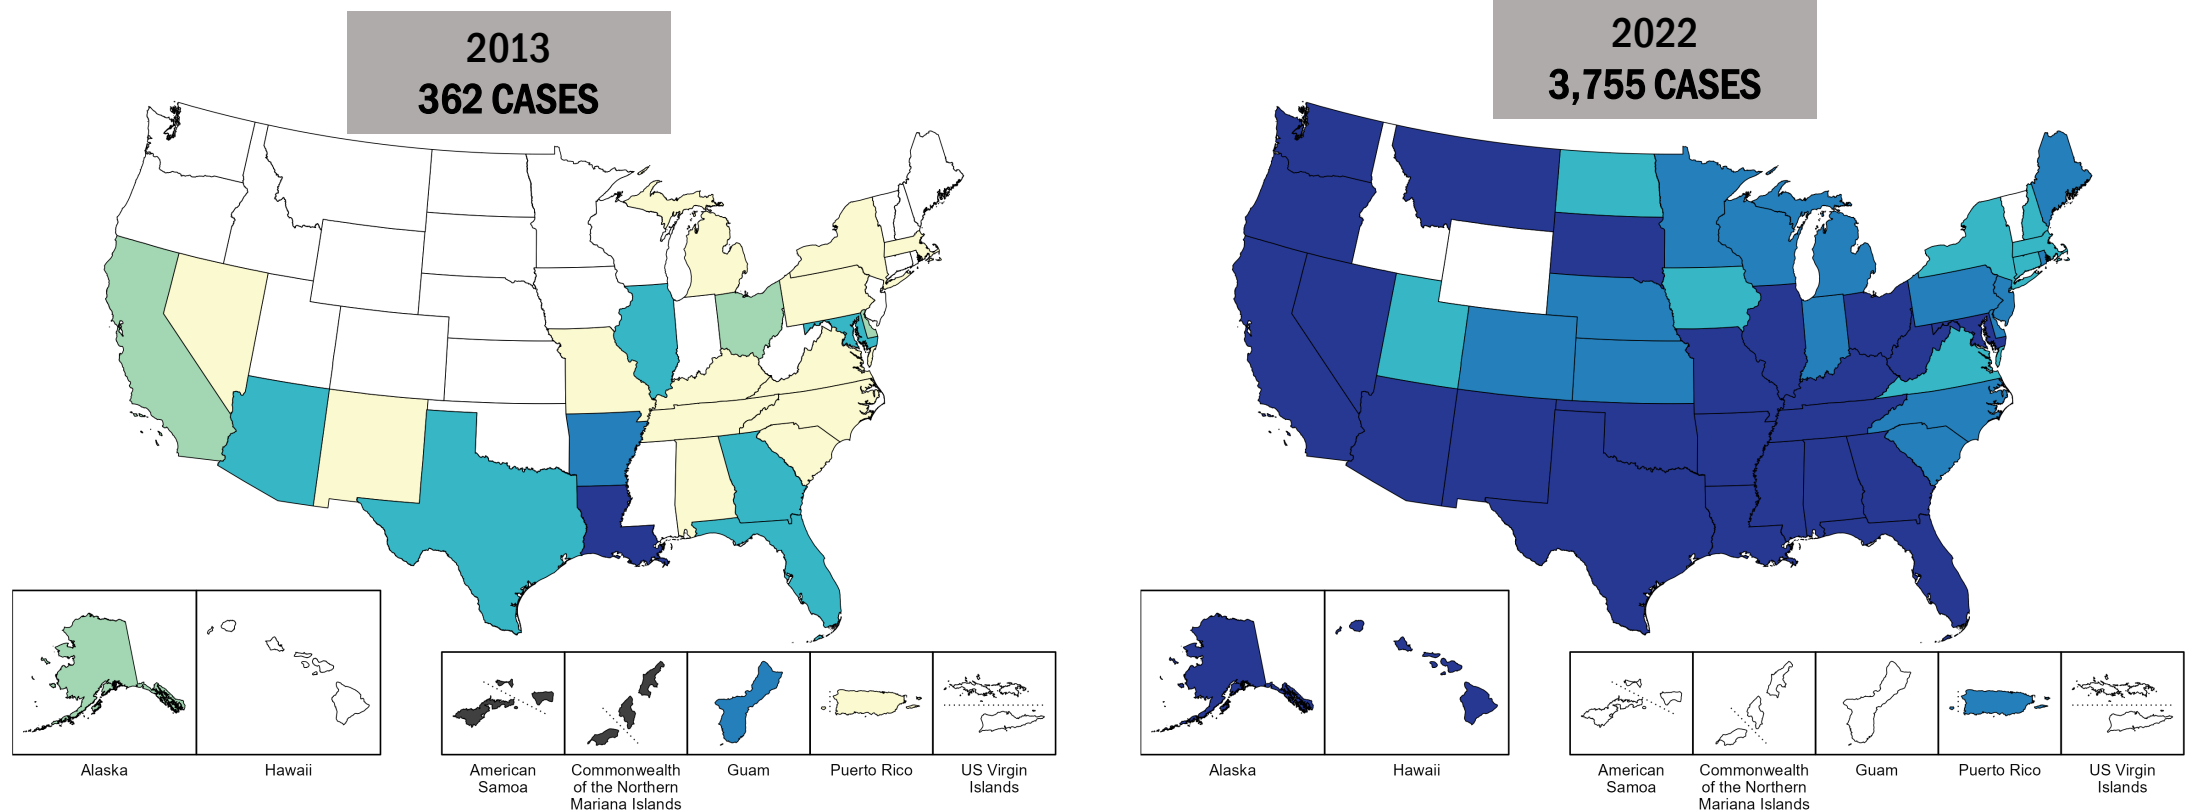 2013
362 CASES
2022
3,755 CASES
Alaska
Hawaii
American
Samoa
Commonwealth
of the Northern
Mariana Islands
Guam
Puerto Rico
US Virgin
Islands
Alaska
Hawaii
American
Samoa
Commonwealth
of the Northern
Mariana Islands
Guam
Puerto Rico
US Virgin
Islands